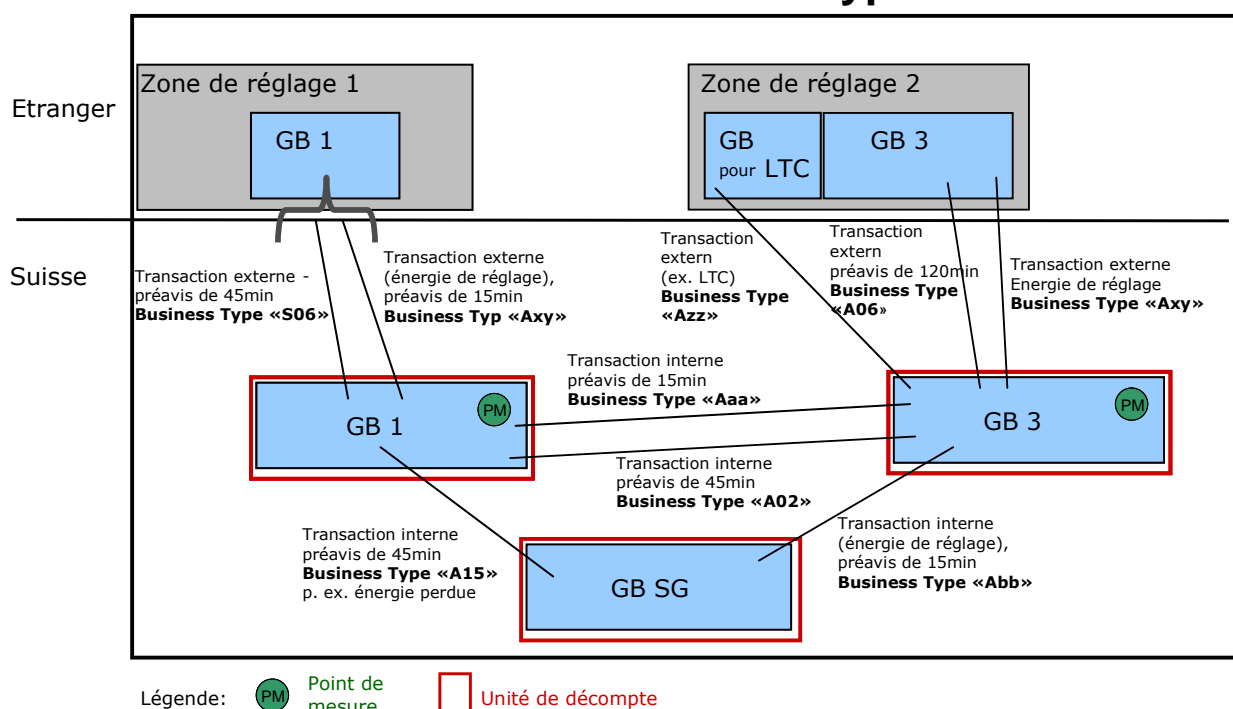 Zone de réglage 1
Zone de réglage 2
Etranger
GB 1
GB
pour LTC
GB 3
Suisse
Transaction externe -
préavis de 45min
Business Type «S06»
Transaction externe
(énergie de réglage),
préavis de 15min
Business Typ «Axy»
Transaction
extern
(ex. LTC)
Business Type
«Azz»
Transaction
extern
préavis de 120min
Business Type
«A06»
Transaction externe
Energie de réglage
Business Type «Axy»
Transaction interne
préavis de 15min
Business Type «Aaa»
GB 1
PM
GB 3
PM
Transaction interne
préavis de 45min
Business Type «A02»
Transaction interne
préavis de 45min
Business Type «A15»
p. ex. énergie perdue
GB SG
Transaction interne
(énergie de réglage),
préavis de 15min
Business Type «Abb»
Légende:
PM
Point de
mesure
Unité de décompte